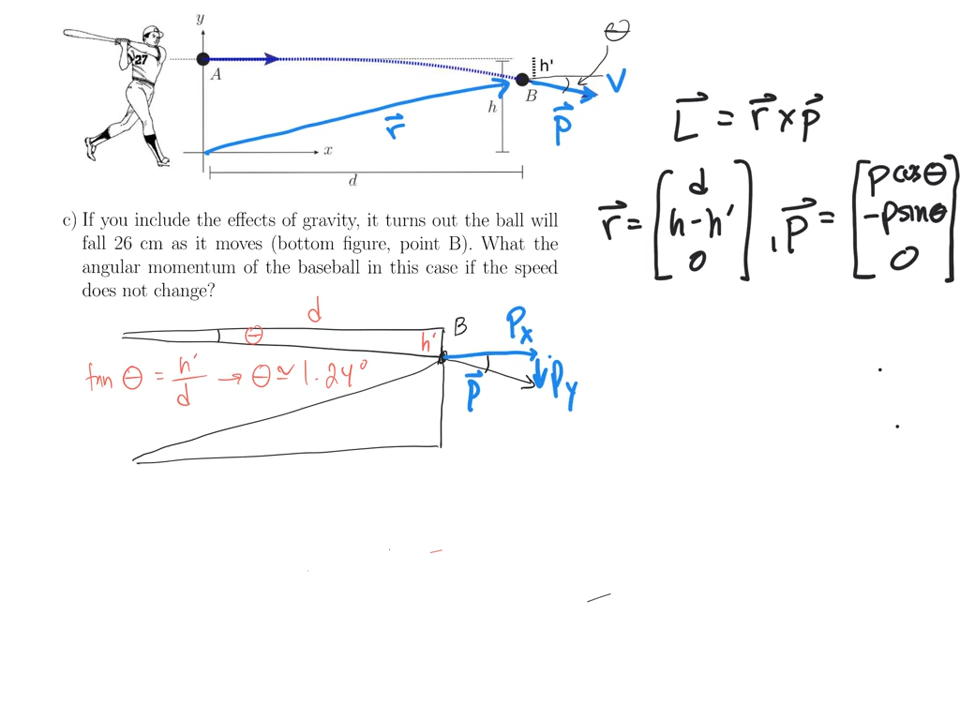 y
27
A
B
h'
h
θ
V
r⃗
p⃗
x
d
L⃗ = r⃗ x p⃗
r⃗ = [ d
h-h'
0 ] , p⃗ = [ pcosθ
-psinθ
0 ]
c) If you include the effects of gravity, it turns out the ball will
fall 26 cm as it moves (bottom figure, point B). What the
angular momentum of the baseball in this case if the speed
does not change?
d
B
θ
h'
Px
tan θ = h'/d → θ ≃ 1.24°
p⃗
Py